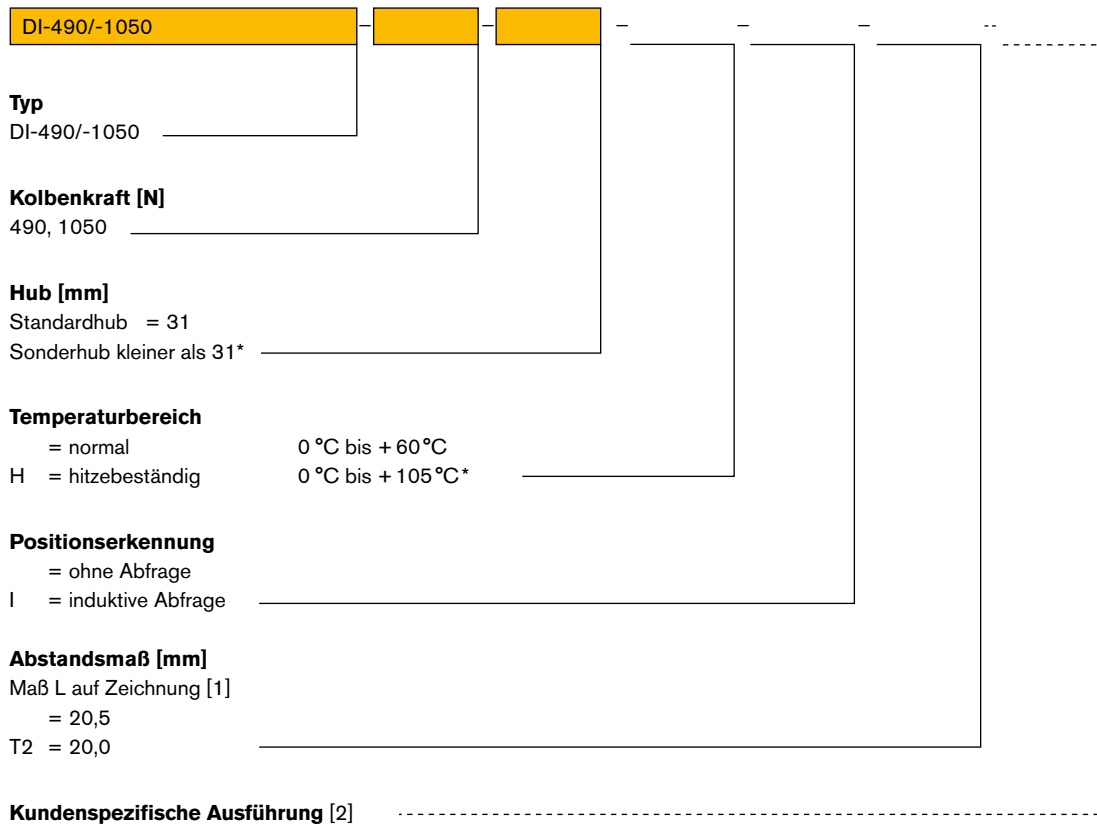 DI-490/-1050 – – – – – --
Typ
DI-490/-1050
Kolbenkraft [N]
490, 1050
Hub [mm]
Standardhub = 31
Sonderhub kleiner als 31*
Temperaturbereich
= normal 0 °C bis + 60 °C
H = hitzebeständig 0 °C bis + 105 °C*
Positionserkennung
= ohne Abfrage
I = induktive Abfrage
Abstandsmaß [mm]
Maß L auf Zeichnung [1]
= 20,5
T2 = 20,0
Kundenspezifische Ausführung [2]